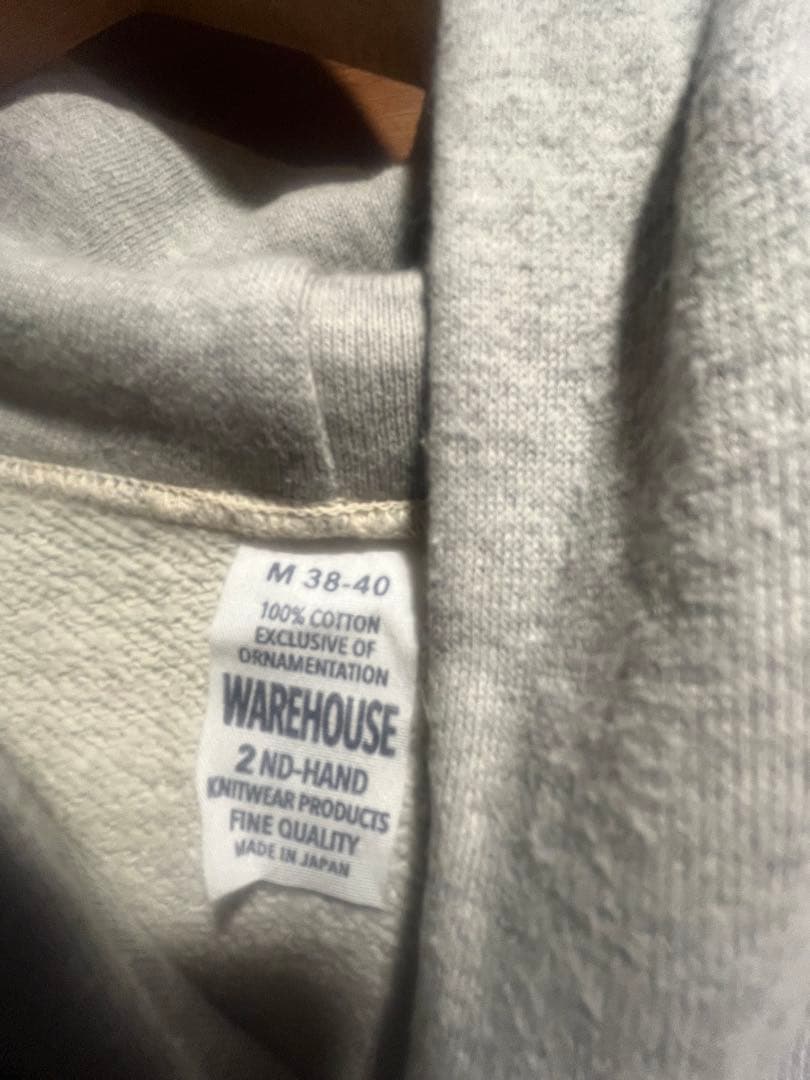 M 38-40
100% COTTON
EXCLUSIVE OF
ORNAMENTATION
WAREHOUSE
2ND-HAND
KNITWEAR PRODUCTS
FINE QUALITY
MADE IN JAPAN